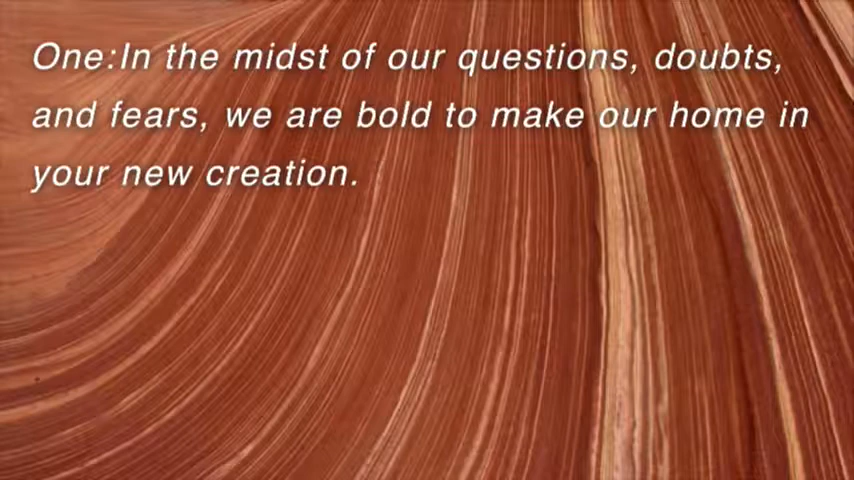 One:In the midst of our questions, doubts,
and fears, we are bold to make our home in
your new creation.